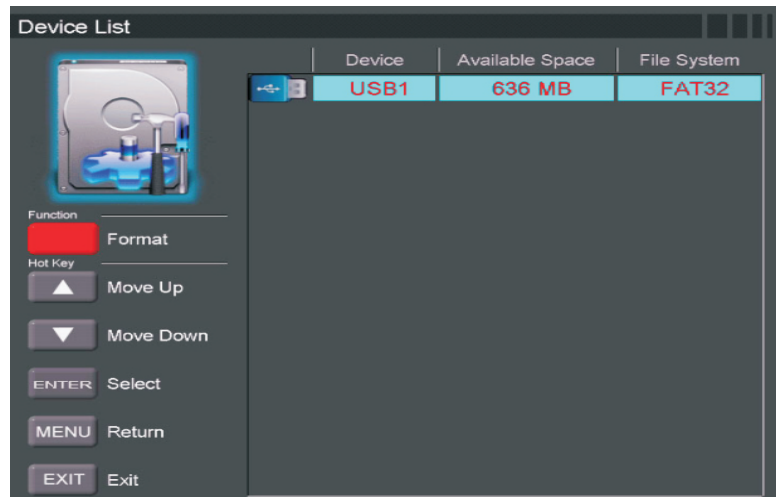 Device List
Device Available Space File System
USB1 636 MB FAT32
Function
Format
Hot Key
Move Up
Move Down
ENTER Select
MENU Return
EXIT Exit